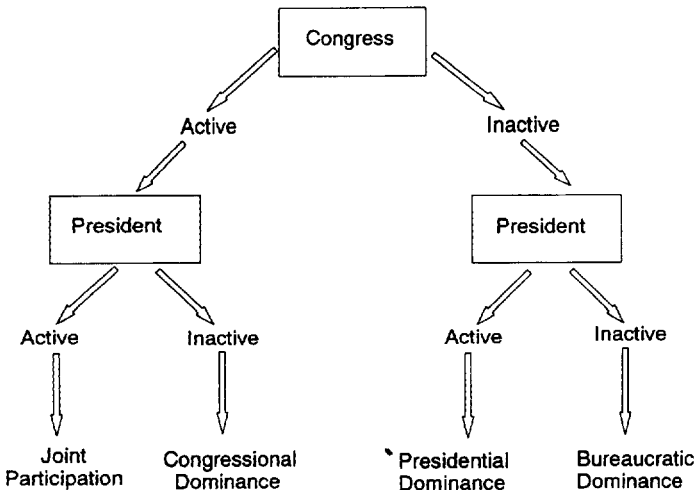 Congress
Active
Inactive
President
President
Active
Inactive
Active
Inactive
Joint
Participation
Congressional
Dominance
Presidential
Dominance
Bureaucratic
Dominance